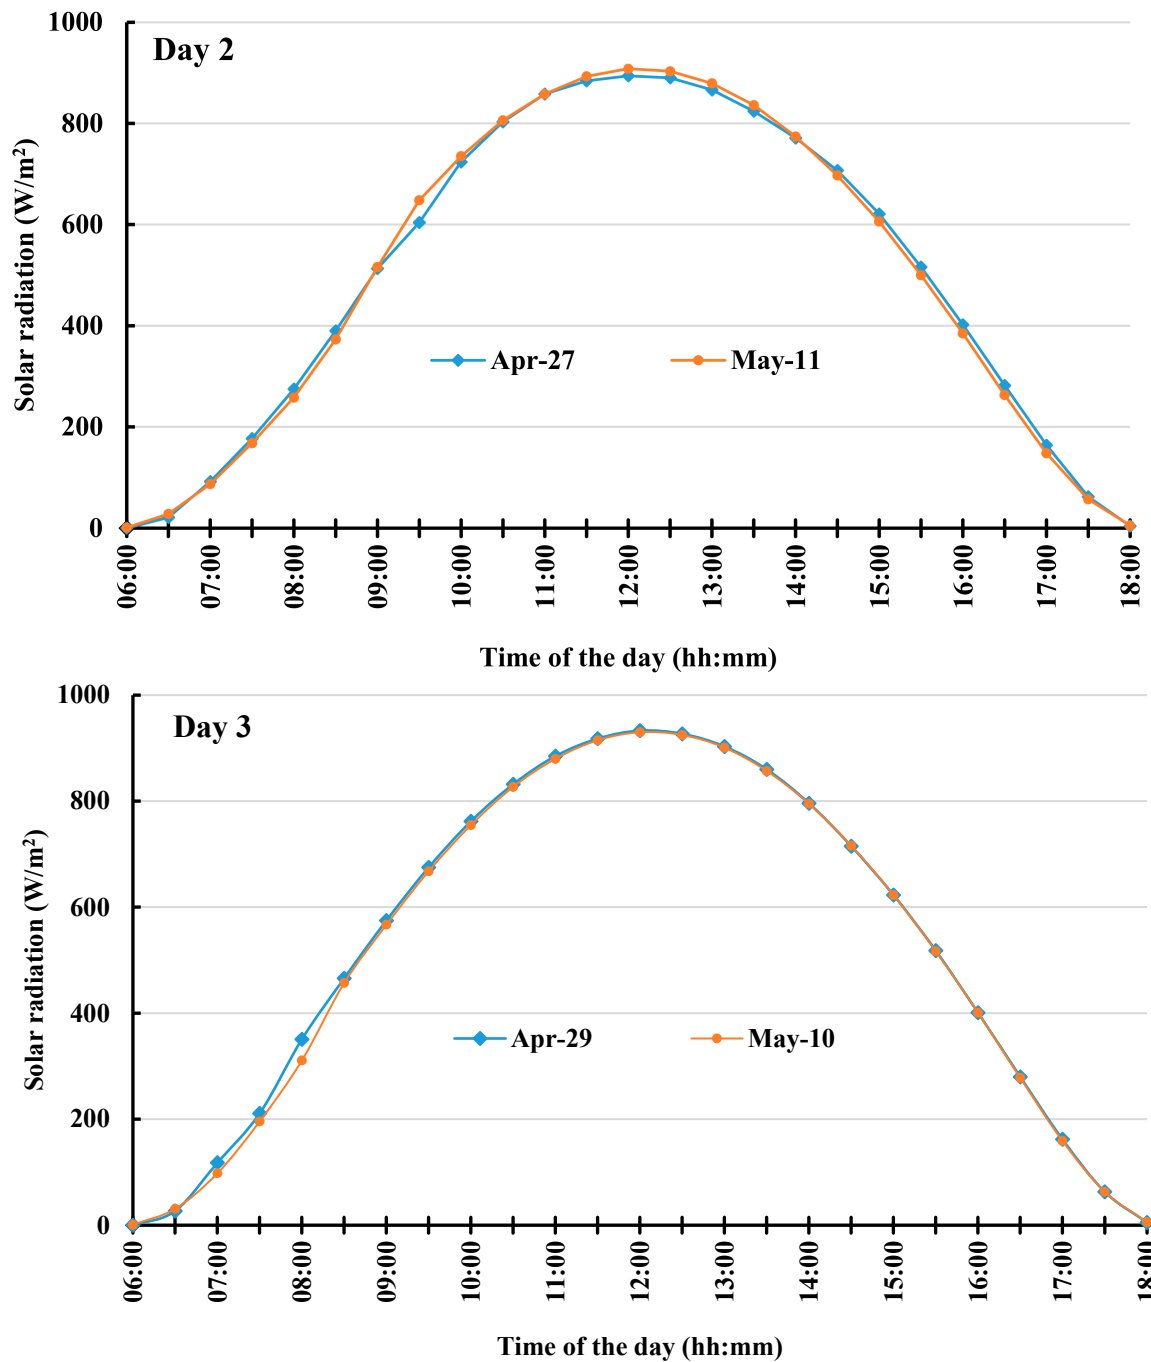 Day 2
Solar radiation (W/m²)
1000
800
600
400
200
0
Apr-27 May-11
06:00 07:00 08:00 09:00 10:00 11:00 12:00 13:00 14:00 15:00 16:00 17:00 18:00
Time of the day (hh:mm)
Day 3
Solar radiation (W/m²)
1000
800
600
400
200
0
Apr-29 May-10
06:00 07:00 08:00 09:00 10:00 11:00 12:00 13:00 14:00 15:00 16:00 17:00 18:00
Time of the day (hh:mm)